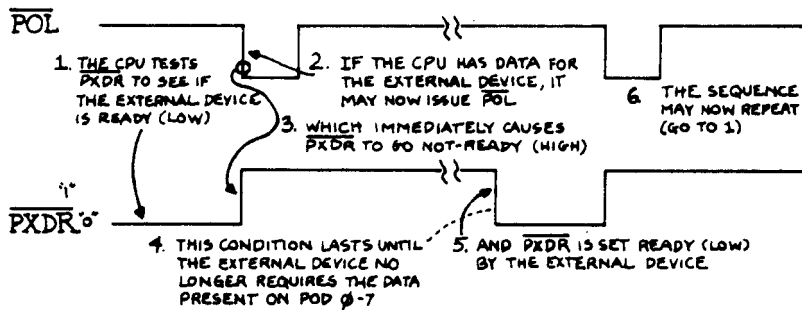 POL
1. THE CPU TESTS
PXDR TO SEE IF
THE EXTERNAL DEVICE
IS READY (LOW)
2. IF THE CPU HAS DATA FOR
THE EXTERNAL DEVICE, IT
MAY NOW ISSUE POL
3. WHICH IMMEDIATELY CAUSES
PXDR TO GO NOT-READY (HIGH)
6. THE SEQUENCE
MAY NOW REPEAT
(GO TO 1)
"1"
PXDR "0"
4. THIS CONDITION LASTS UNTIL
THE EXTERNAL DEVICE NO
LONGER REQUIRES THE DATA
PRESENT ON POD Ø-7
5. AND PXDR IS SET READY (LOW)
BY THE EXTERNAL DEVICE